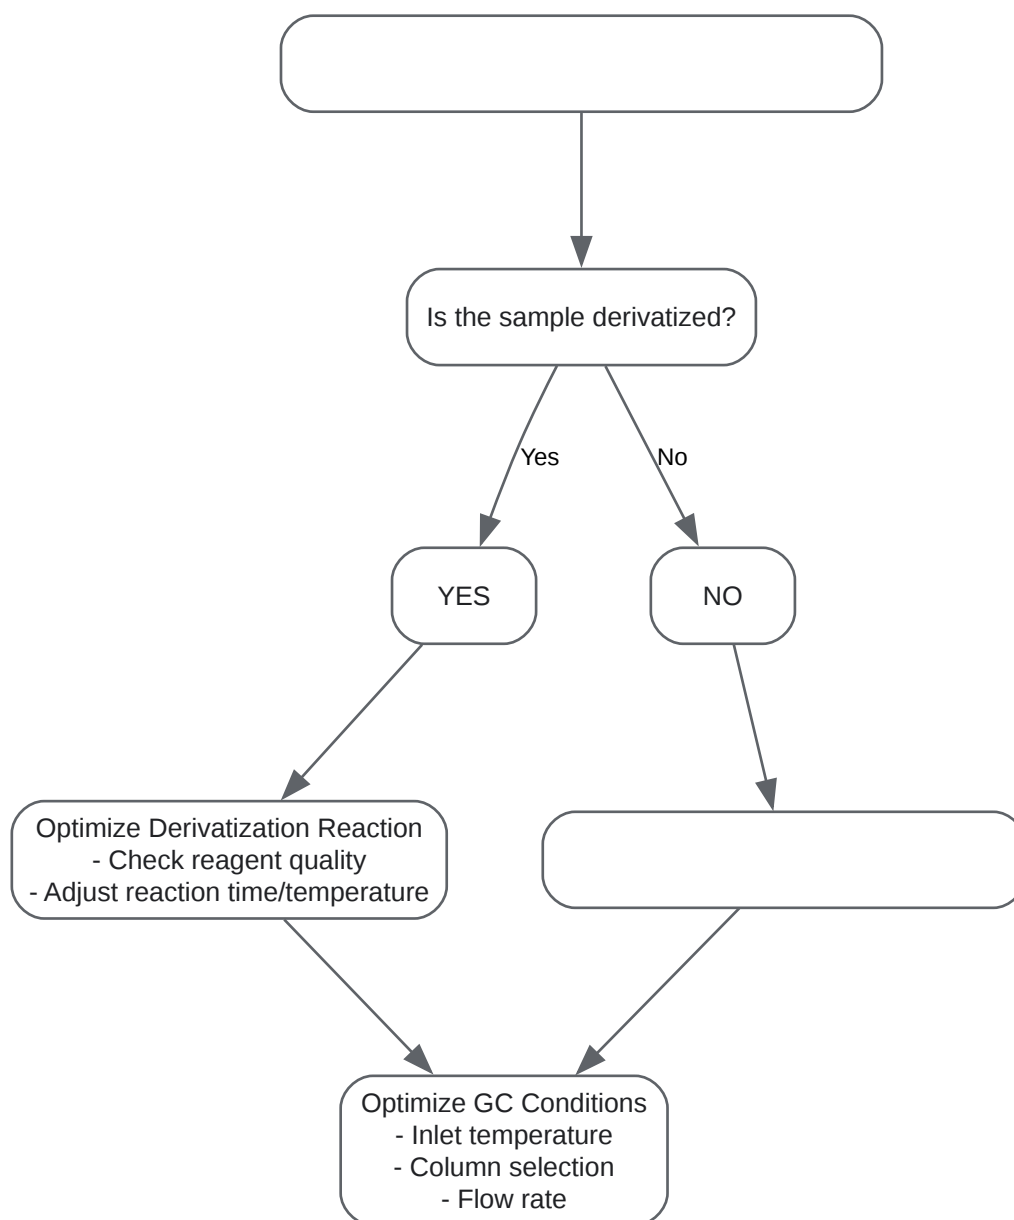 Is the sample derivatized?
Yes
No
YES
NO
Optimize Derivatization Reaction
- Check reagent quality
- Adjust reaction time/temperature
Optimize GC Conditions
- Inlet temperature
- Column selection
- Flow rate